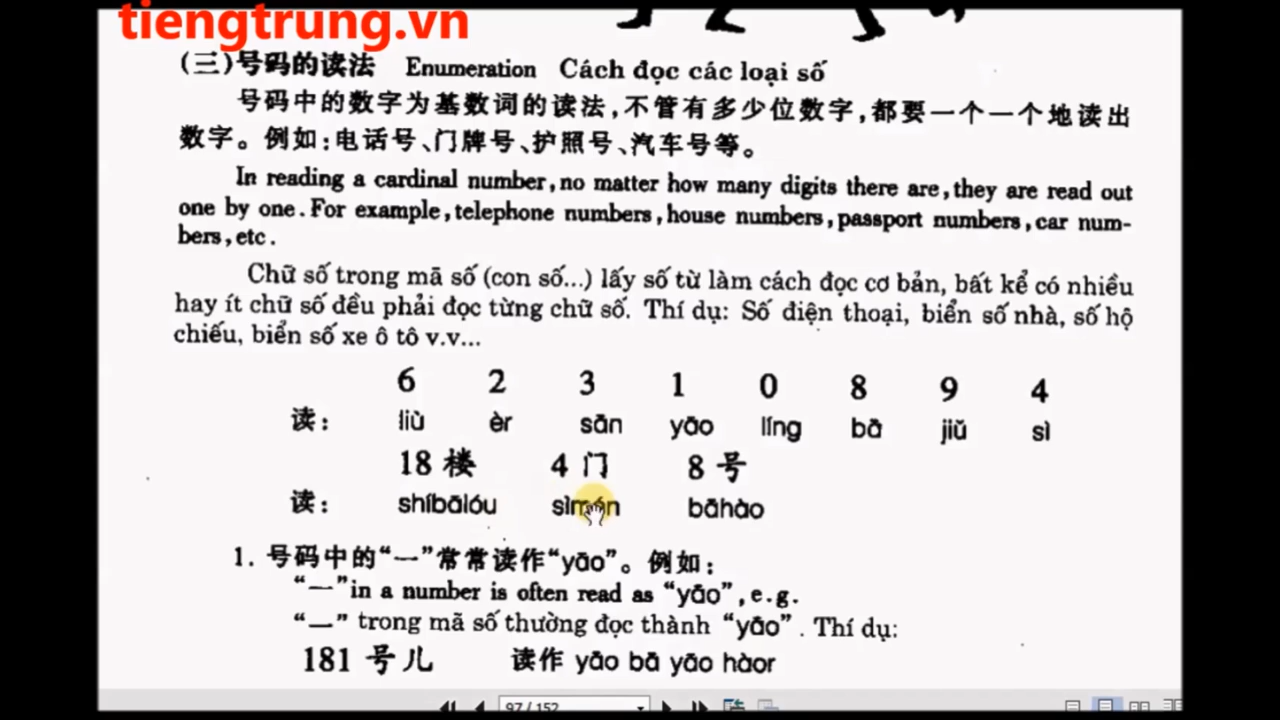 tiengtrung.vn
(三)号码的读法 Enumeration Cách đọc các loại số
号码中的数字为基数词的读法,不管有多少位数字,都要一个一个地读出
数字。例如:电话号、门牌号、护照号、汽车号等。
In reading a cardinal number, no matter how many digits there are, they are read out
one by one. For example, telephone numbers, house numbers, passport numbers, car num-
bers, etc.
Chữ số trong mã số (con số...) lấy số từ làm cách đọc cơ bản, bất kể có nhiều
hay ít chữ số đều phải đọc từng chữ số. Thí dụ: Số điện thoại, biển số nhà, số hộ
chiếu, biển số xe ô tô v.v...
6 2 3 1 0 8 9 4
读: liù èr sān yāo líng bā jiǔ sì
18 楼 4 门 8 号
读: shíbālóu sìmén bāhào
1. 号码中的“一”常常读作“yāo”。例如:
“一”in a number is often read as “yāo”, e.g.
“一” trong mã số thường đọc thành “yāo”. Thí dụ:
181 号儿 读作 yāo bā yāo hàor
97 / 152